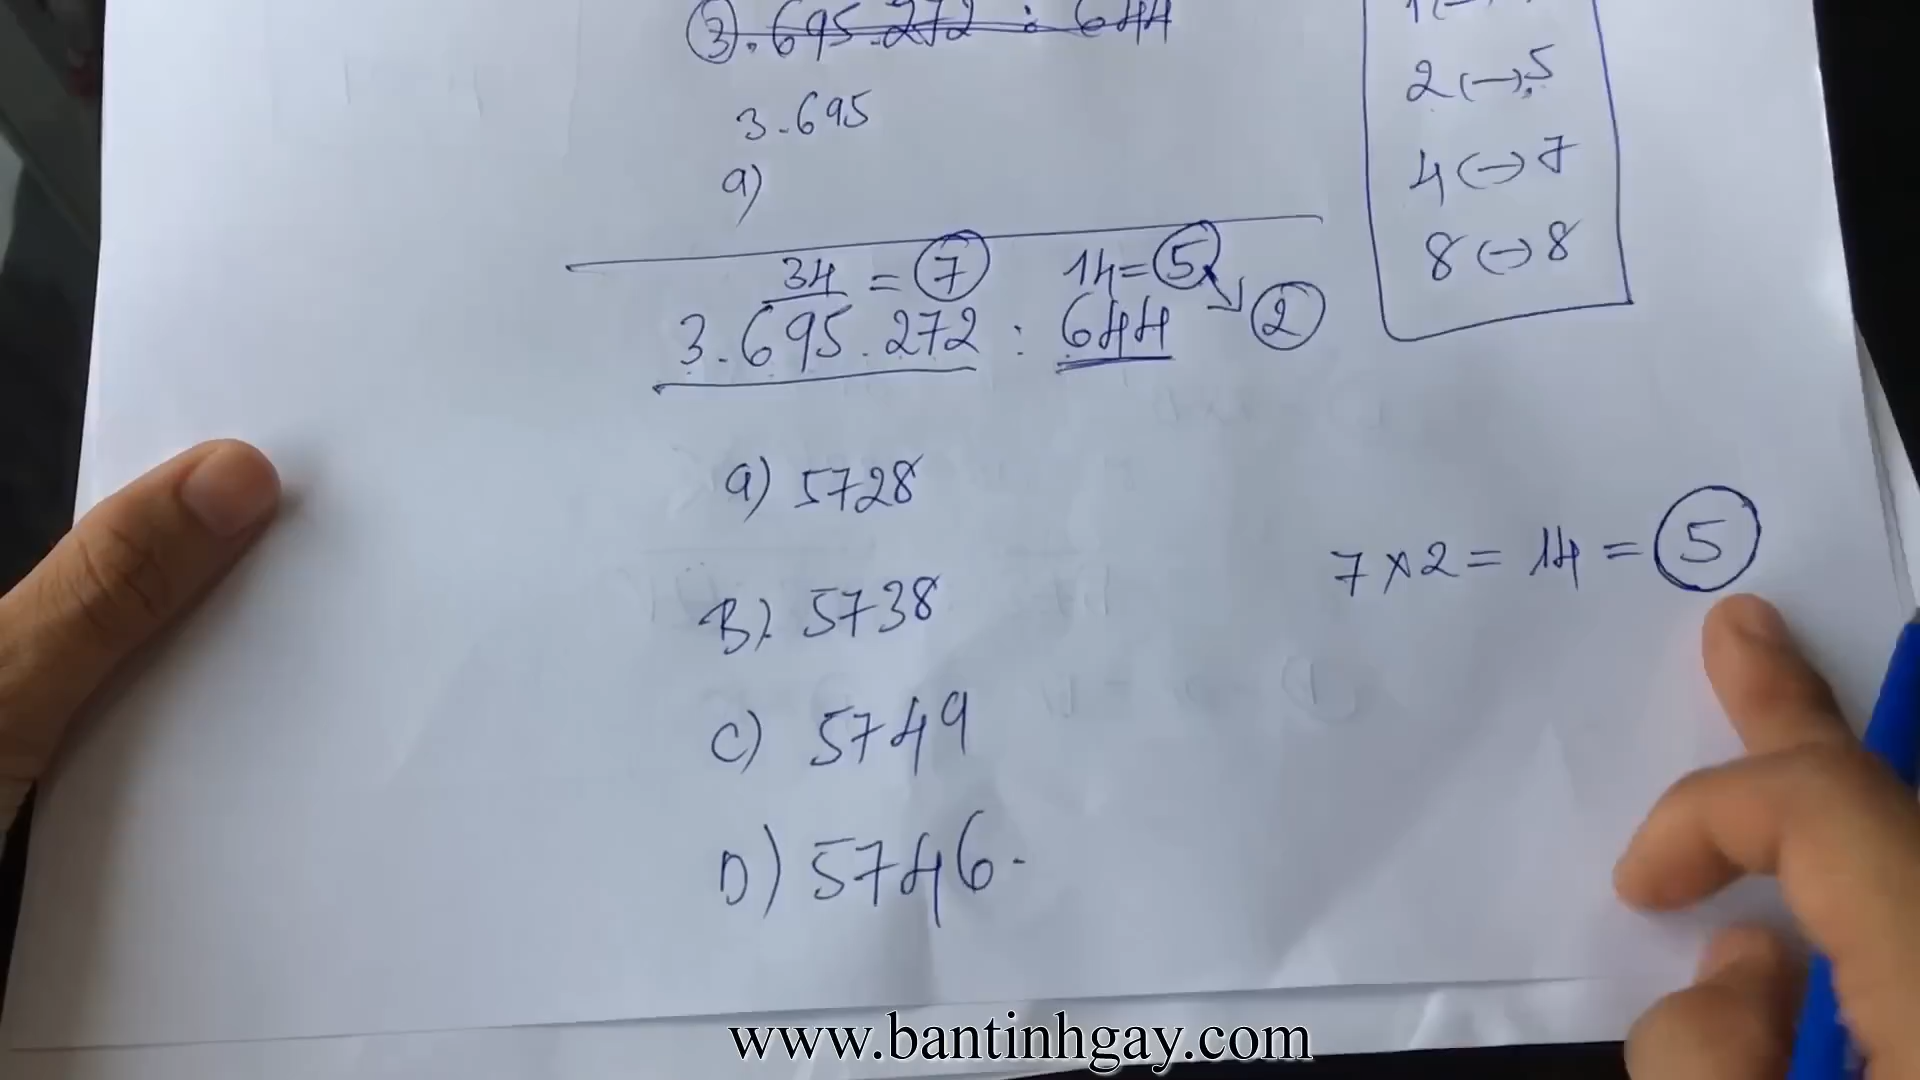 3.695.272 : 644
3.695
a)
2 (→) 5
4 (→) 7
8 (→) 8
34 = 7 14 = 5 → 2
3.695.272 : 644
a) 5728
B) 5738
C) 5749
D) 5746.
7 x 2 = 14 = 5
www.bantinhgay.com